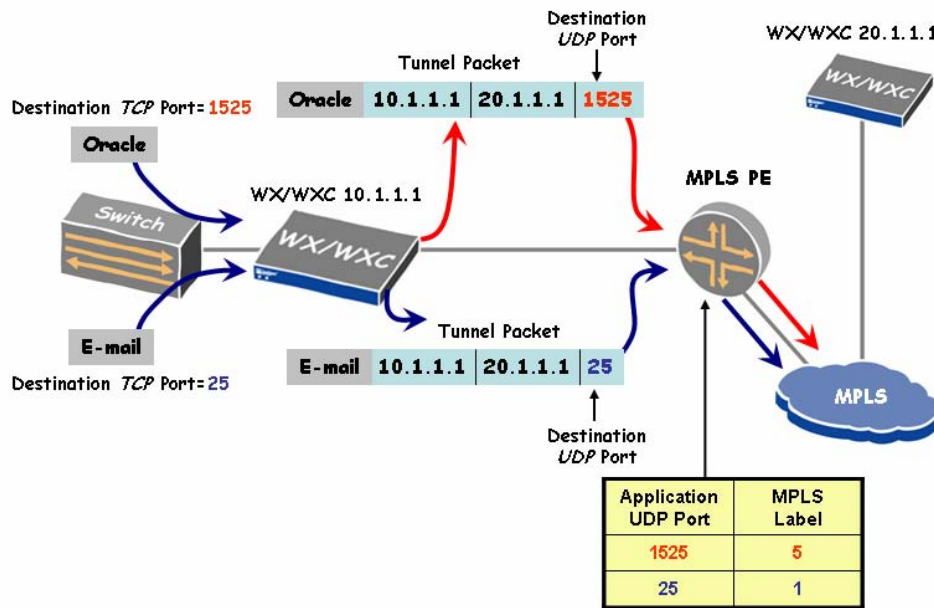 Destination
UDP Port
WX/WXC 20.1.1.1
Tunnel Packet
WX/WXC
Destination TCP Port=1525
Oracle 10.1.1.1 20.1.1.1 1525
Oracle
MPLS PE
WX/WXC 10.1.1.1
Switch
WX/WXC
Tunnel Packet
E-mail
E-mail 10.1.1.1 20.1.1.1 25
Destination TCP Port=25
MPLS
Destination
UDP Port
Application
UDP Port
MPLS
Label
1525 5
25 1